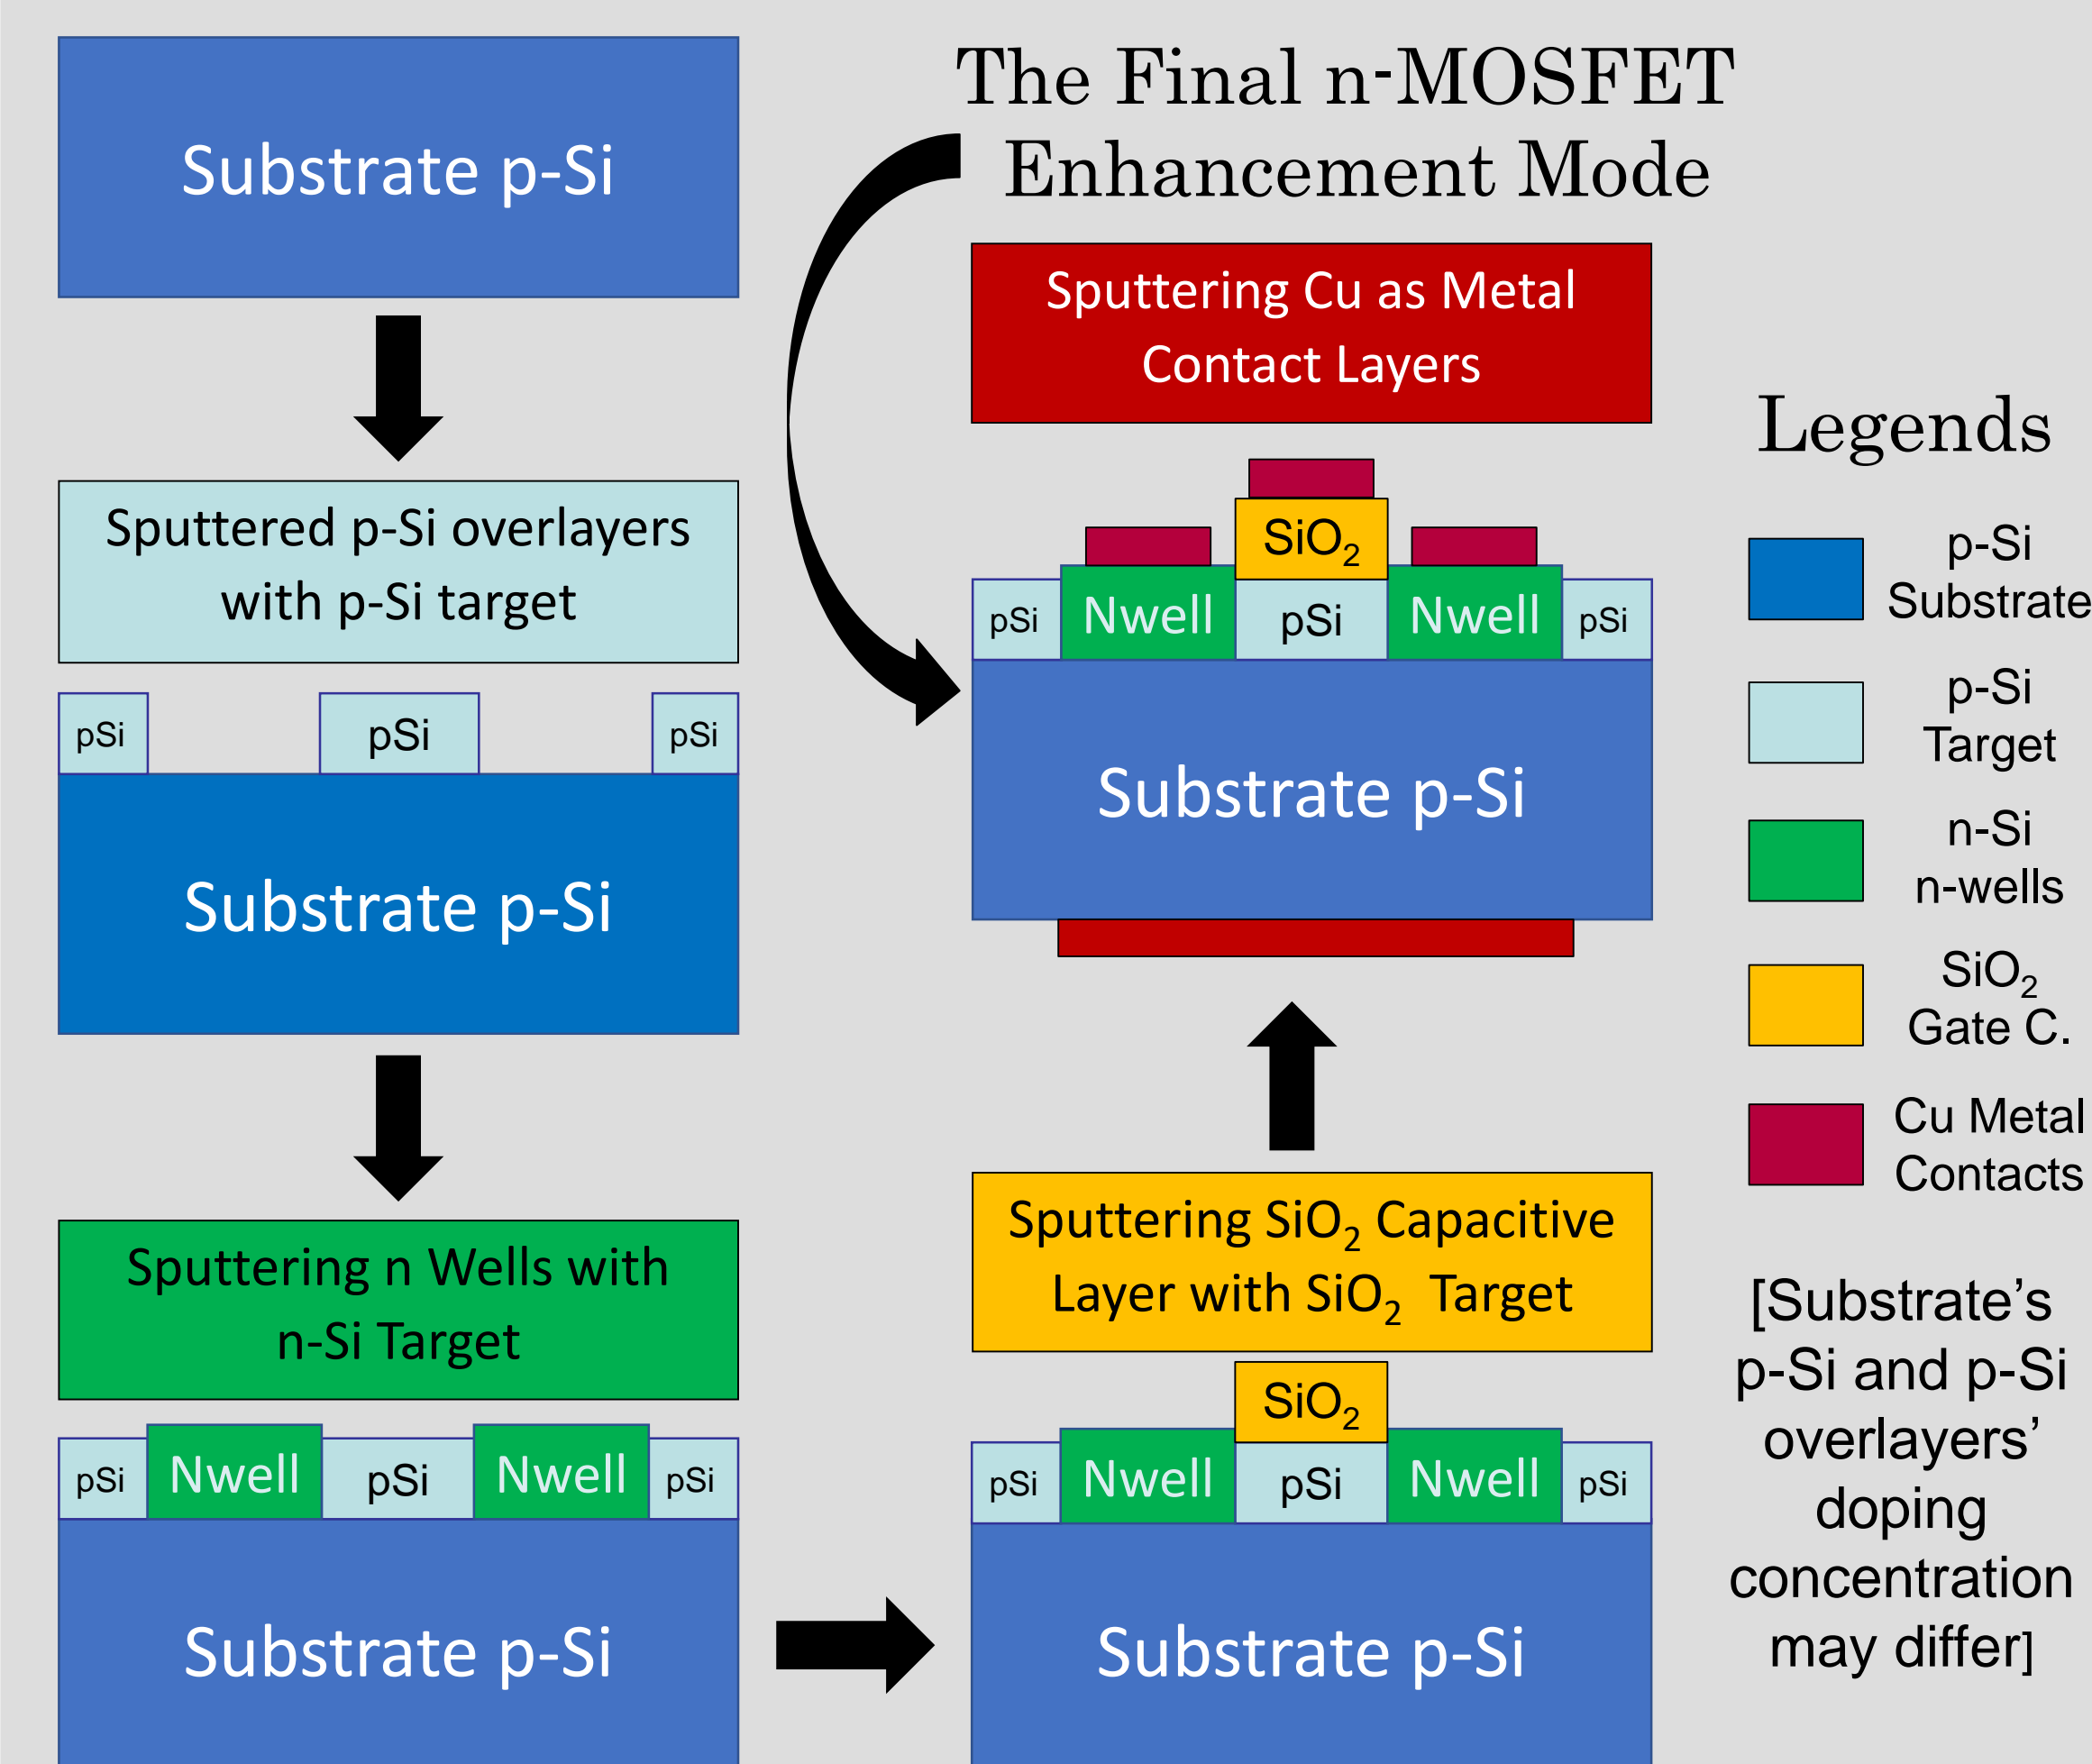 Substrate p-Si
Sputtered p-Si overlayers
with p-Si target
pSi
pSi
pSi
Substrate p-Si
Sputtering n Wells with
n-Si Target
pSi
Nwell
pSi
Nwell
pSi
Substrate p-Si
The Final n-MOSFET
Enhancement Mode
Sputtering Cu as Metal
Contact Layers
SiO₂
pSi
Nwell
pSi
Nwell
pSi
Substrate p-Si
Sputtering SiO₂ Capacitive
Layer with SiO₂ Target
SiO₂
pSi
Nwell
pSi
Nwell
pSi
Substrate p-Si
Legends
p-Si
Substrate
p-Si
Target
n-Si
n-wells
SiO₂
Gate C.
Cu Metal
Contacts
[Substrate’s
p-Si and p-Si
overlayers’
doping
concentration
may differ]